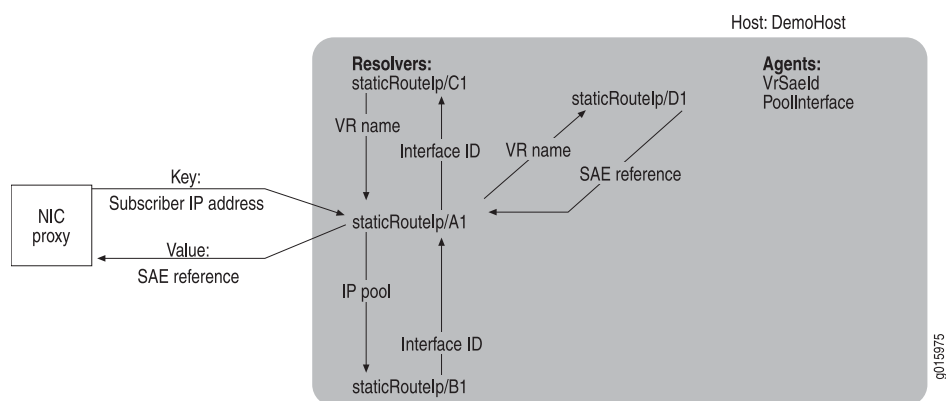 Host: DemoHost
Resolvers:
staticRouteIp/C1
Agents:
VrSaeId
PoolInterface
staticRouteIp/D1
VR name
Interface ID
VR name
SAE reference
Key:
Subscriber IP address
NIC
proxy
staticRouteIp/A1
Value:
SAE reference
IP pool
Interface ID
staticRouteIp/B1
g015975